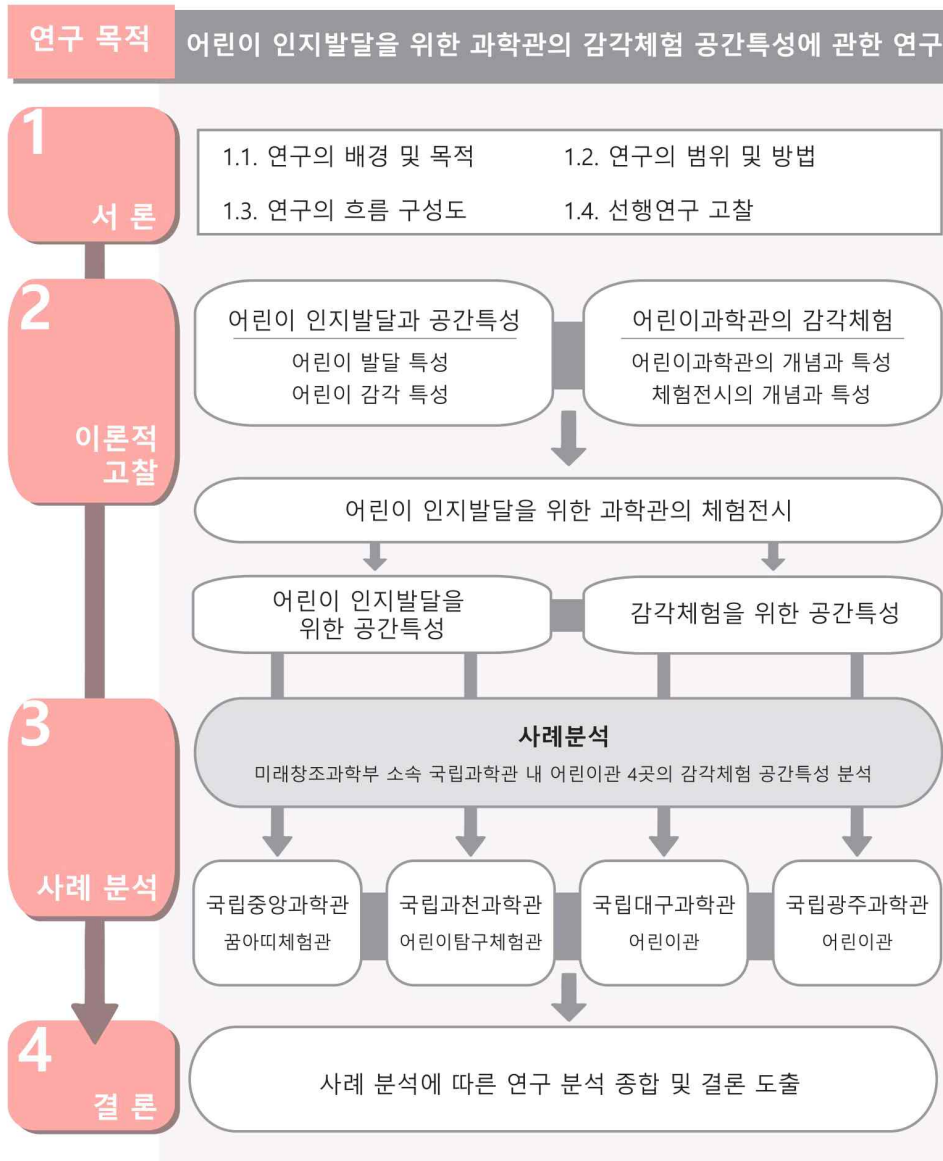 연구 목적
어린이 인지발달을 위한 과학관의 감각체험 공간특성에 관한 연구
1
서 론
1.1. 연구의 배경 및 목적
1.2. 연구의 범위 및 방법
1.3. 연구의 흐름 구성도
1.4. 선행연구 고찰
2
이론적
고찰
어린이 인지발달과 공간특성
어린이 발달 특성
어린이 감각 특성
어린이과학관의 감각체험
어린이과학관의 개념과 특성
체험전시의 개념과 특성
어린이 인지발달을 위한 과학관의 체험전시
어린이 인지발달을
위한 공간특성
감각체험을 위한 공간특성
3
사례 분석
사례분석
미래창조과학부 소속 국립과학관 내 어린이관 4곳의 감각체험 공간특성 분석
국립중앙과학관
꿈아띠체험관
국립과천과학관
어린이탐구체험관
국립대구과학관
어린이관
국립광주과학관
어린이관
4
결 론
사례 분석에 따른 연구 분석 종합 및 결론 도출